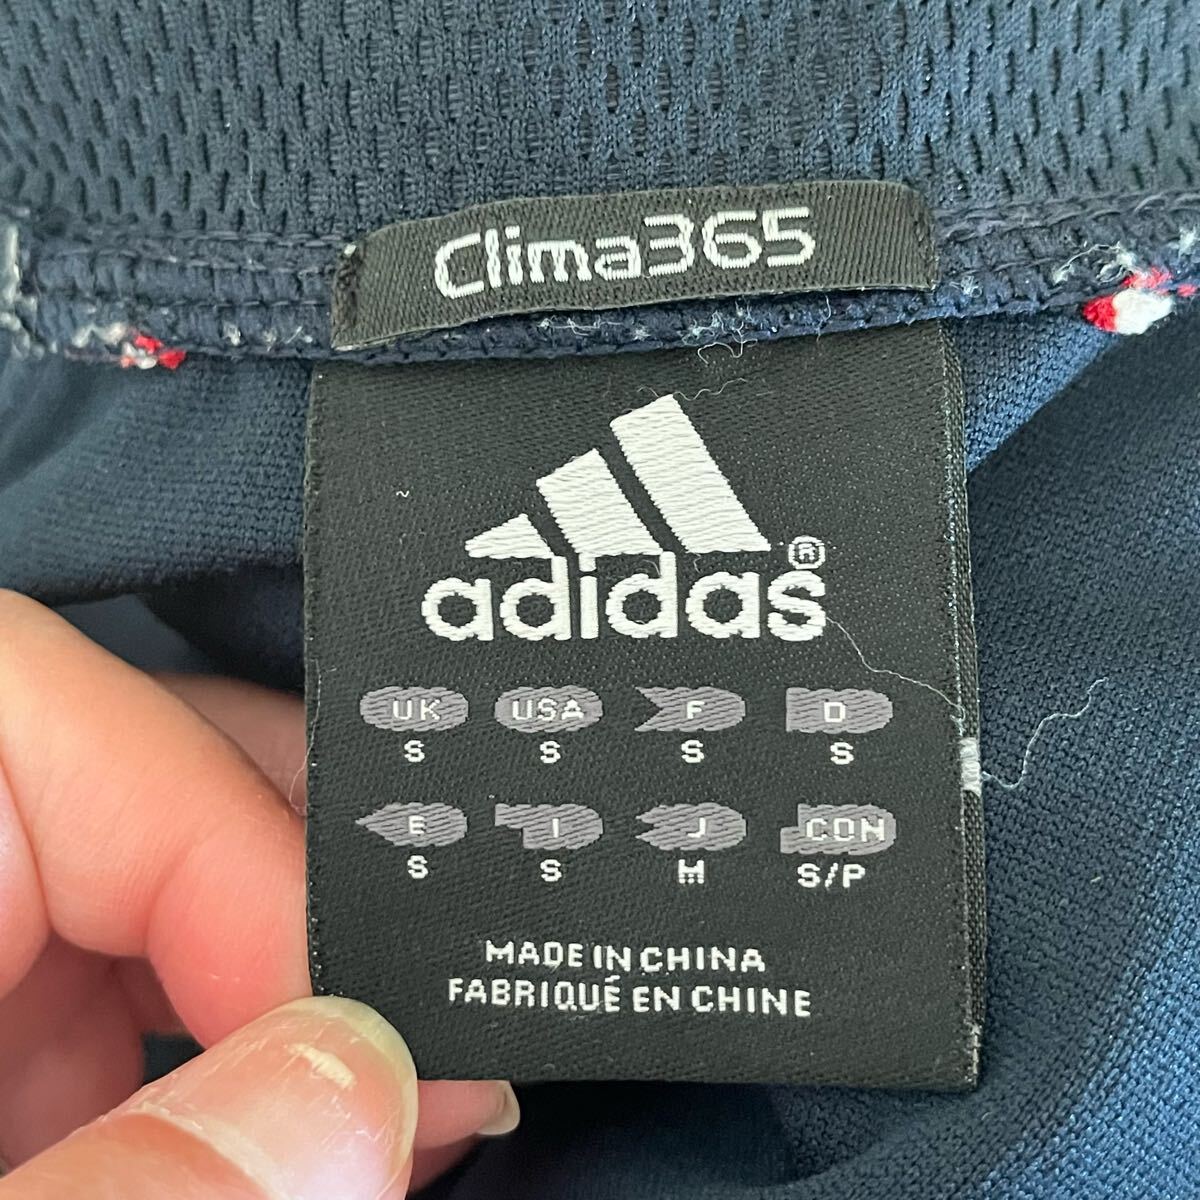 Clima365
adidas®
UK USA F D
S S S S
E I J CON
S S M S/P
MADE IN CHINA
FABRIQUÉ EN CHINE